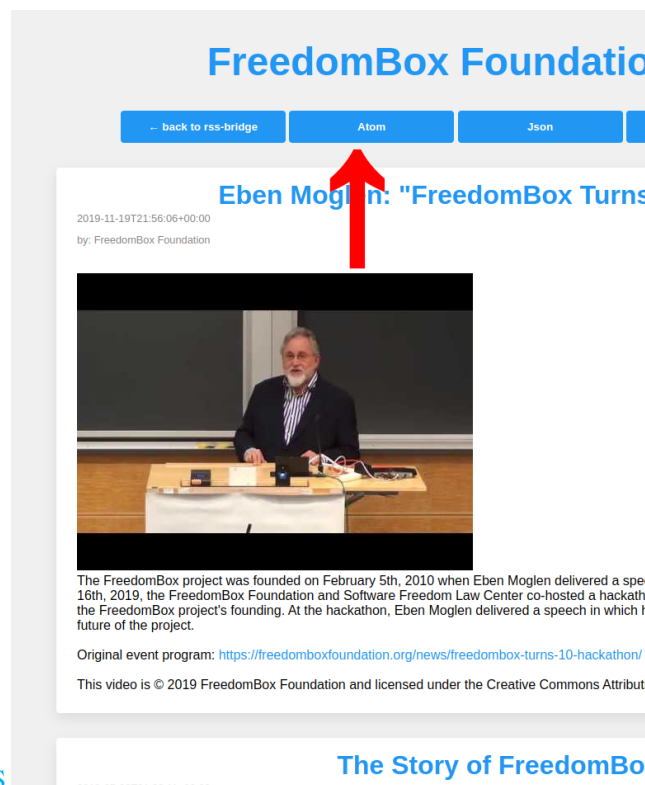 FreedomBox Foundatio
← back to rss-bridge
Atom
Json
Eben Moglen: "FreedomBox Turns
2019-11-19T21:56:06+00:00
by: FreedomBox Foundation
The FreedomBox project was founded on February 5th, 2010 when Eben Moglen delivered a spe
16th, 2019, the FreedomBox Foundation and Software Freedom Law Center co-hosted a hackath
the FreedomBox project's founding. At the hackathon, Eben Moglen delivered a speech in which h
future of the project.
Original event program: https://freedomboxfoundation.org/news/freedombox-turns-10-hackathon/
This video is © 2019 FreedomBox Foundation and licensed under the Creative Commons Attribut
The Story of FreedomBo
s